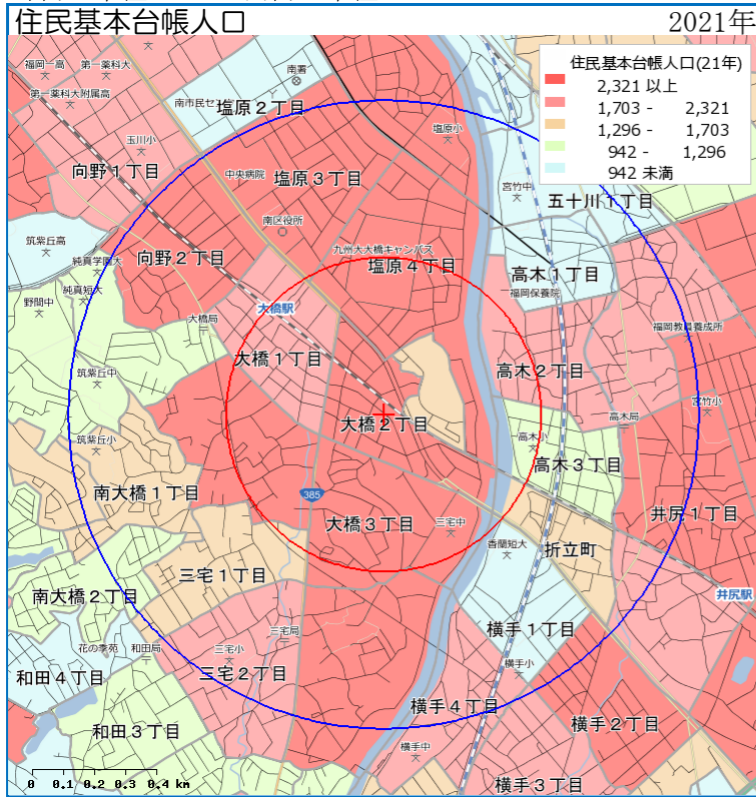 住民基本台帳人口
2021年
住民基本台帳人口(21年)
2,321 以上
1,703 - 2,321
1,296 - 1,703
942 - 1,296
942 未満
福岡一高
第一薬科大
第一薬科大附属高
南署
南市民セ
塩原2丁目
塩原小
玉川小
向野1丁目
中央病院
塩原3丁目
宮竹中
五十川1丁目
南区役所
筑紫丘高
純真学園大
向野2丁目
九州大大橋キャンパス
塩原4丁目
高木1丁目
福岡保養院
純真短大
野間中
大橋局
大橋駅
福岡教員養成所
大橋1丁目
高木2丁目
筑紫丘中
宮竹小
大橋2丁目
高木局
筑紫丘小
高木小
高木3丁目
南大橋1丁目
385
大橋3丁目
三宅中
井尻1丁目
香蘭短大
折立町
三宅1丁目
南大橋2丁目
井尻駅
花の季苑
和田局
三宅小
三宅局
横手1丁目
和田4丁目
三宅2丁目
横手小
和田3丁目
横手4丁目
横手2丁目
横手中
横手3丁目
0 0.1 0.2 0.3 0.4 km